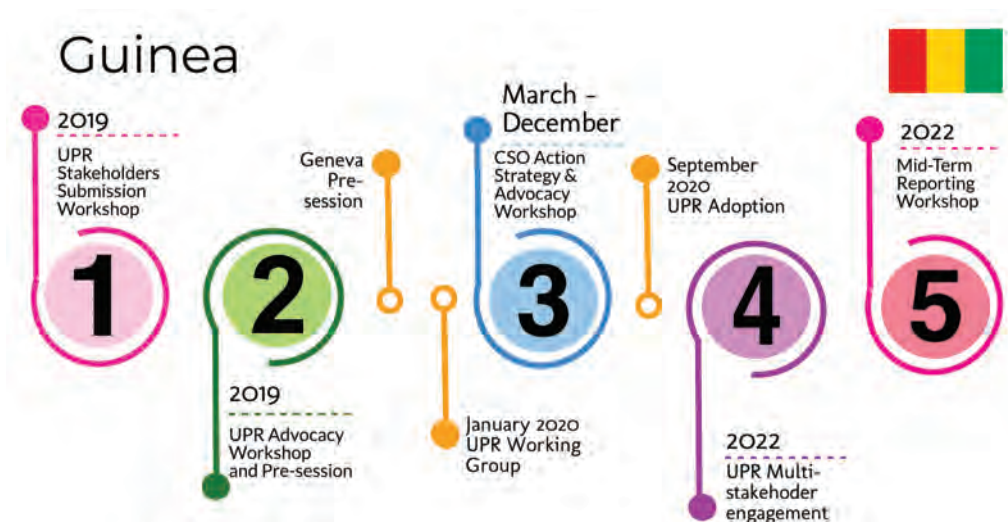 Guinea
2019
UPR
Stakeholders
Submission
Workshop
1
2
2019
UPR Advocacy
Workshop
and Pre-session
Geneva
Pre-
session
January 2020
UPR Working
Group
March -
December
CSO Action
Strategy &
Advocacy
Workshop
3
September
2020
UPR Adoption
4
2022
UPR Multi-
stakehoder
engagement
2022
Mid-Term
Reporting
Workshop
5